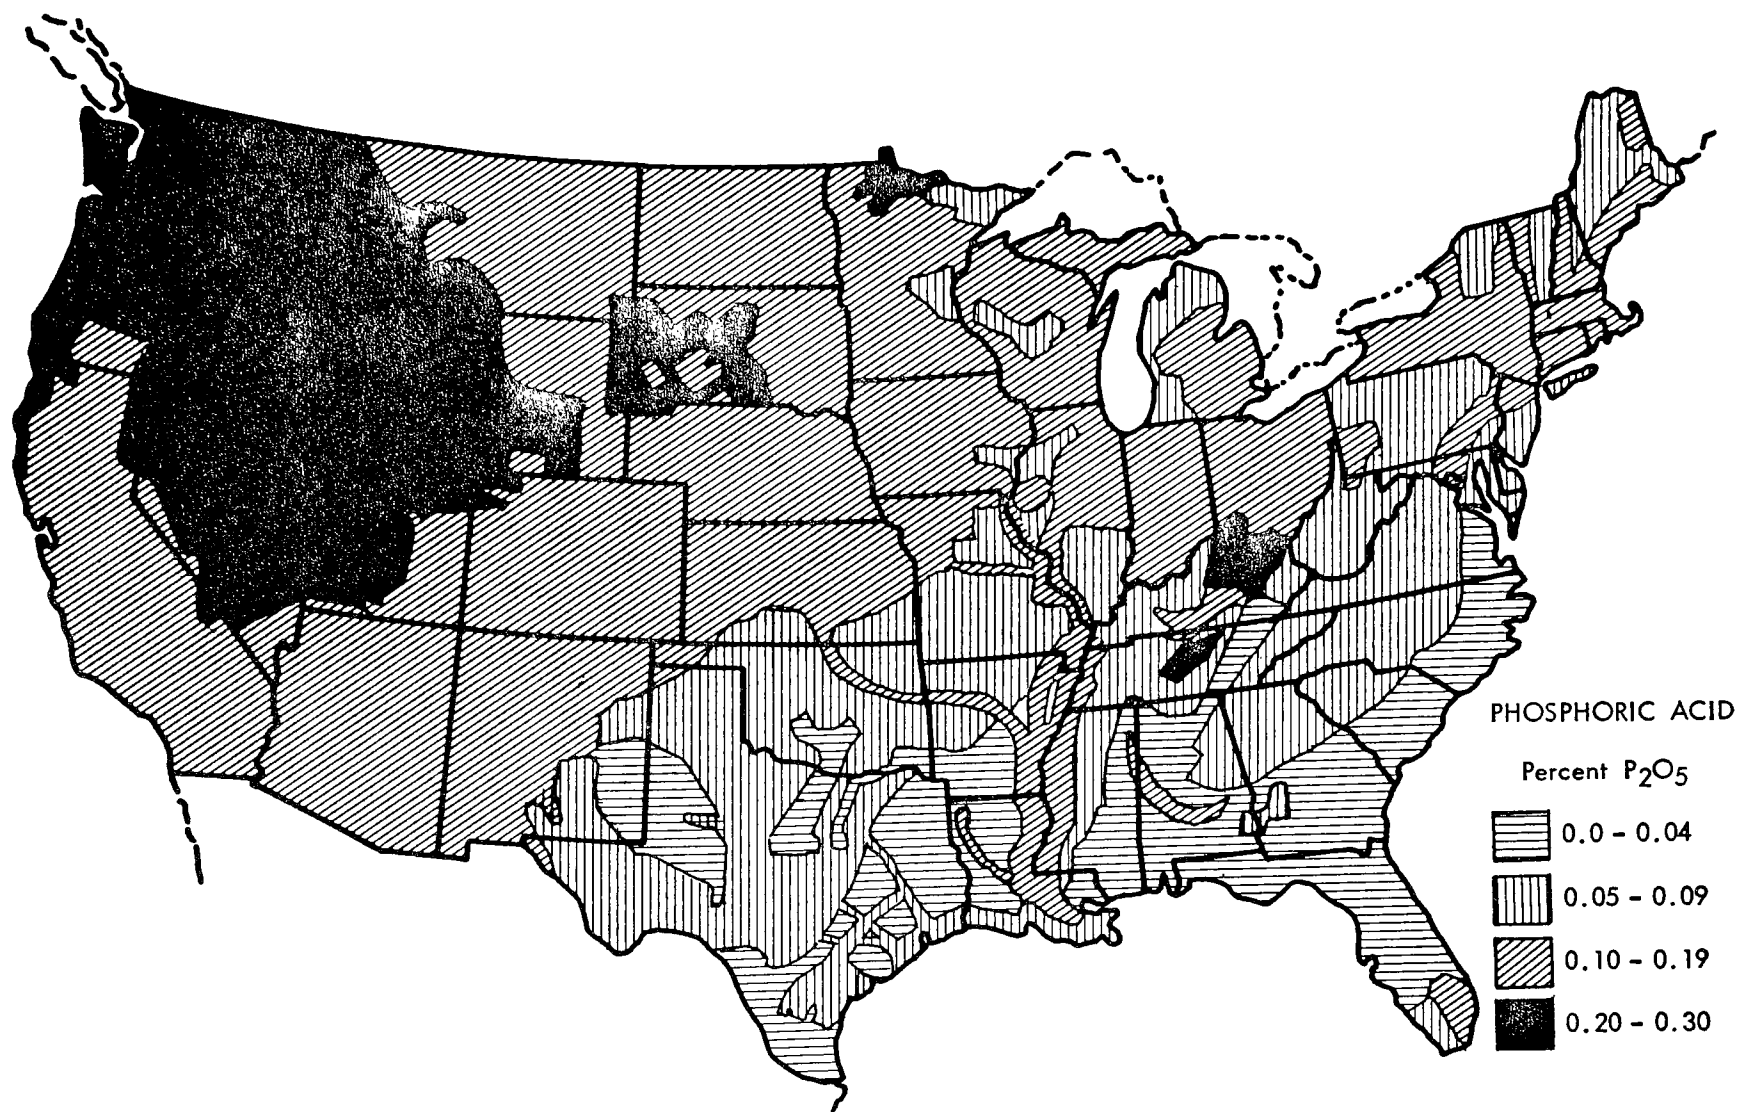 PHOSPHORIC ACID
Percent P₂O₅
0.0 - 0.04
0.05 - 0.09
0.10 - 0.19
0.20 - 0.30